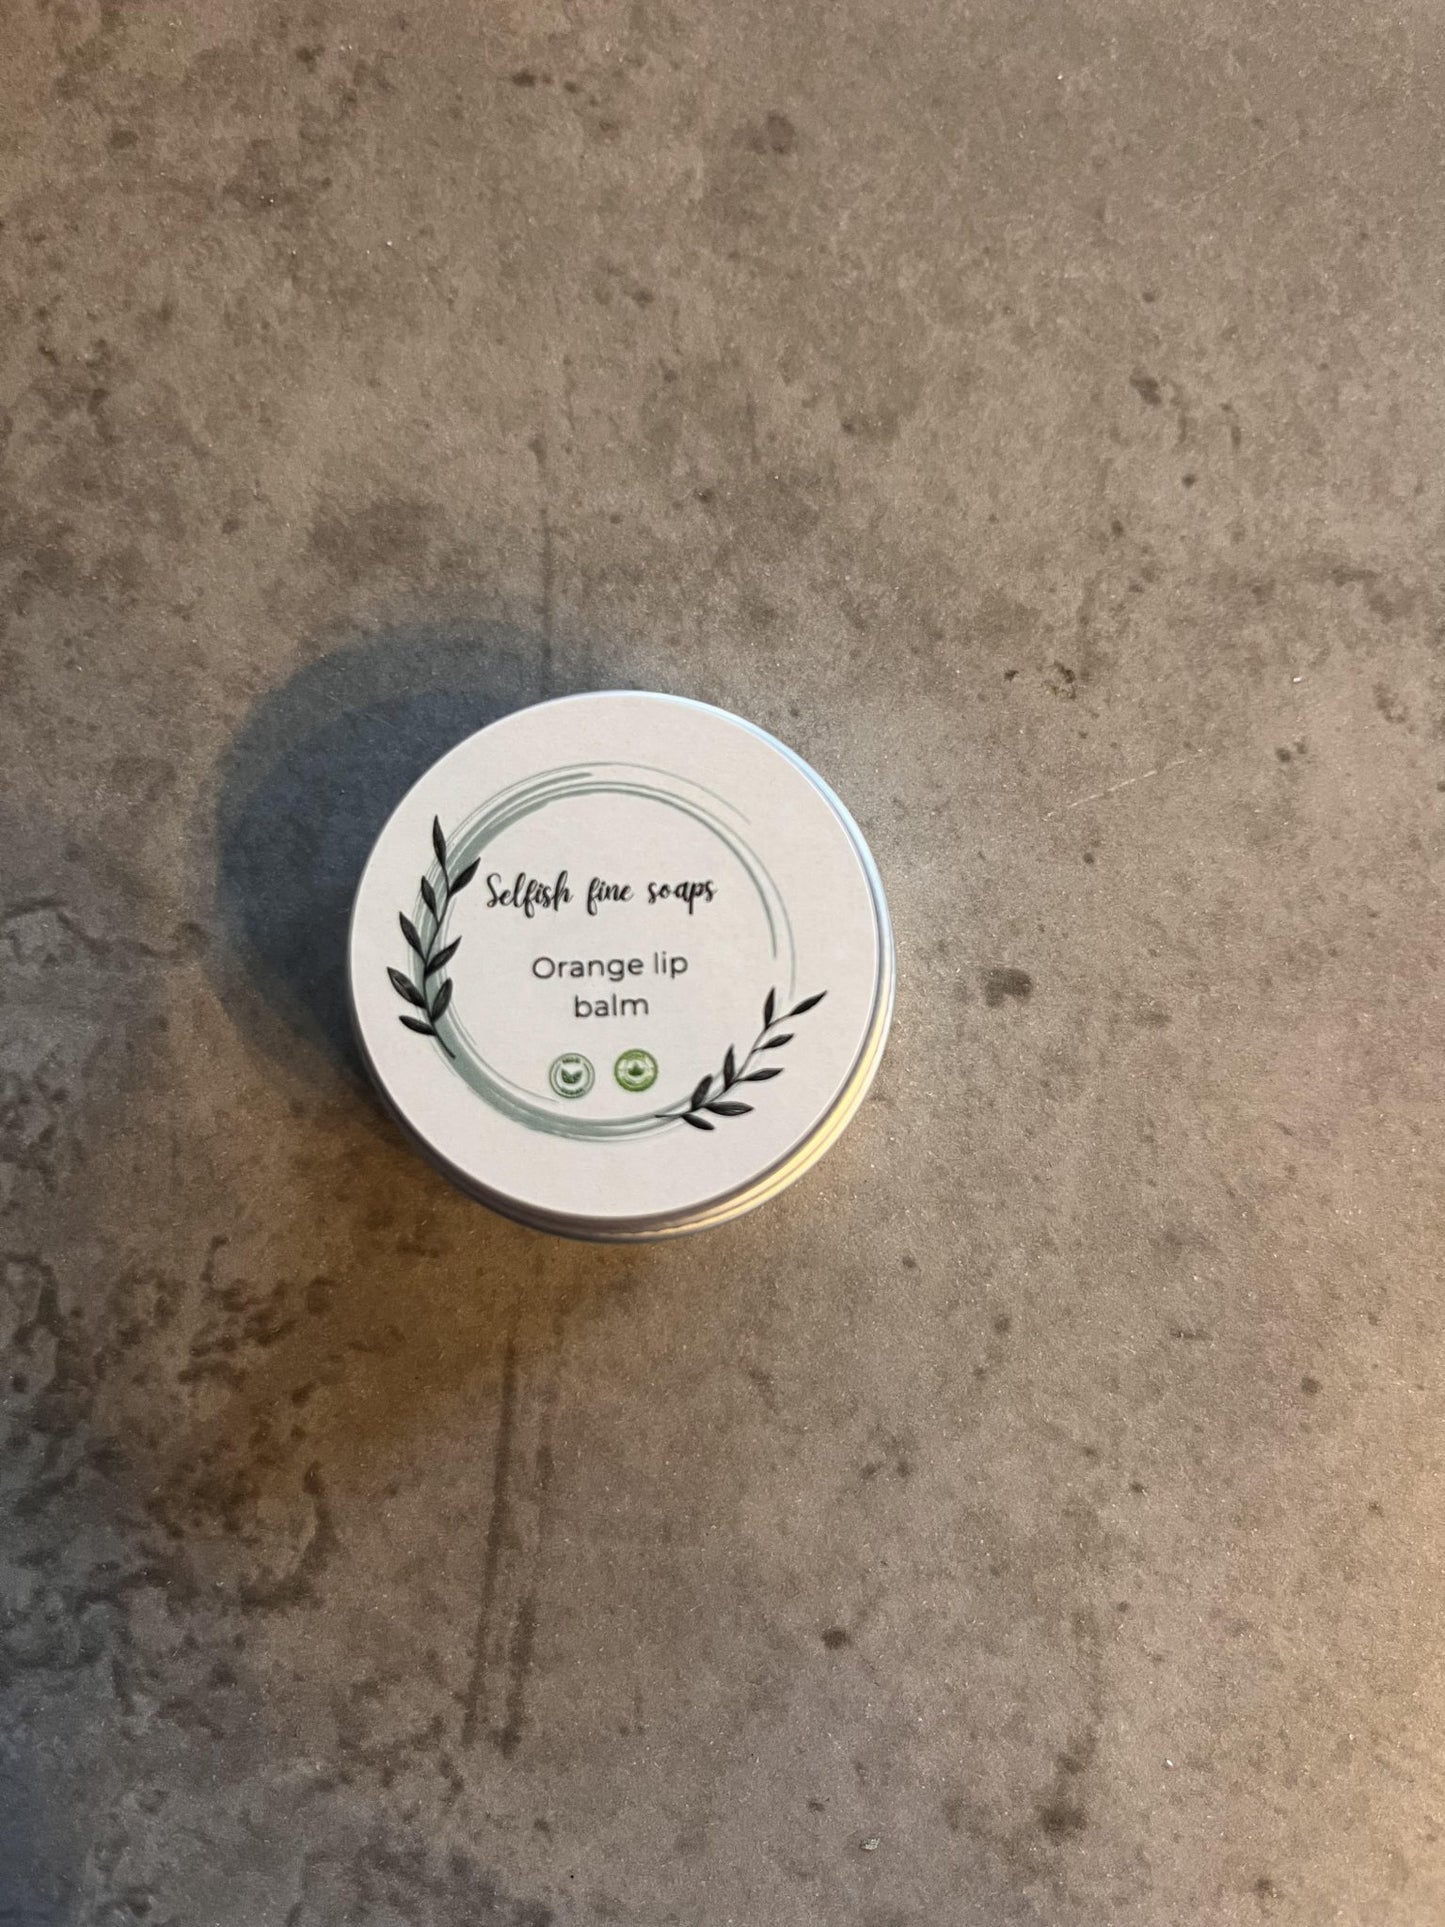 Selfish fine soaps
Orange lip
balm